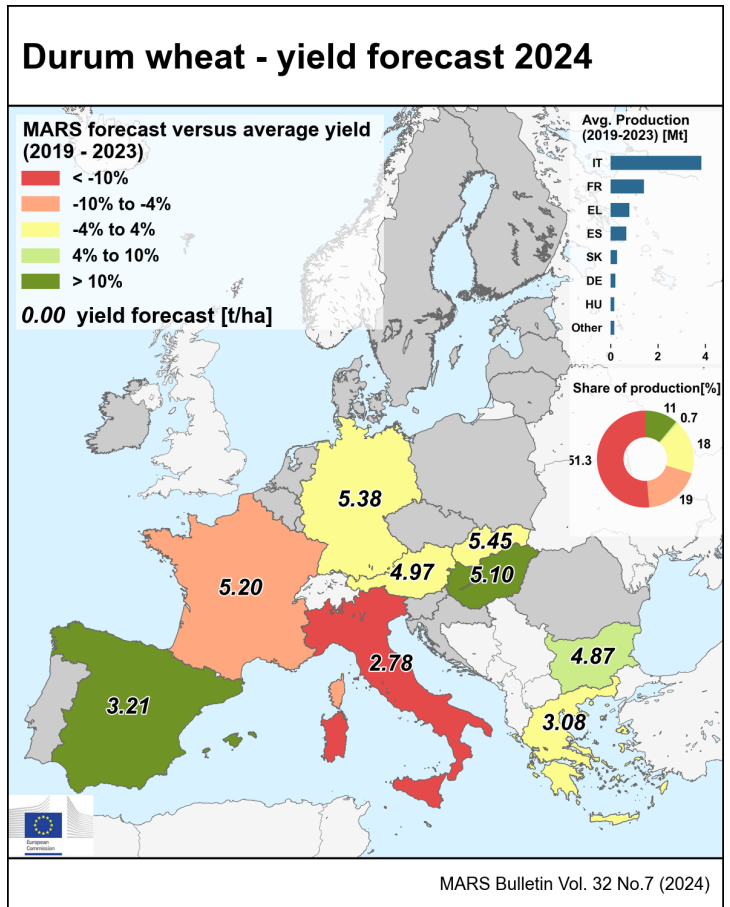 Durum wheat - yield forecast 2024
MARS forecast versus average yield
(2019 - 2023)
< -10%
-10% to -4%
-4% to 4%
4% to 10%
> 10%
0.00 yield forecast [t/ha]
Avg. Production
(2019-2023) [Mt]
IT
FR
EL
ES
SK
DE
HU
Other
0 2 4
Share of production[%]
11
0.7
18
51.3
19
5.38
5.45
4.97
5.10
5.20
4.87
2.78
3.21
3.08
European
Commission
MARS Bulletin Vol. 32 No.7 (2024)